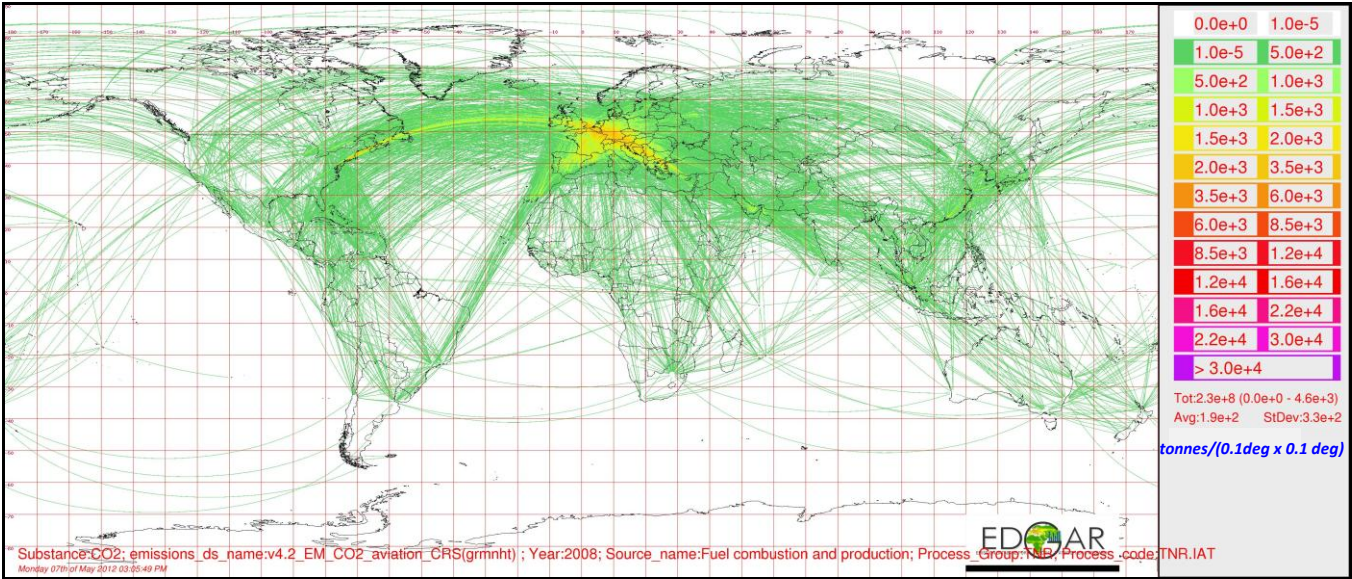 0.0e+0 1.0e-5
1.0e-5 5.0e+2
5.0e+2 1.0e+3
1.0e+3 1.5e+3
1.5e+3 2.0e+3
2.0e+3 3.5e+3
3.5e+3 6.0e+3
6.0e+3 8.5e+3
8.5e+3 1.2e+4
1.2e+4 1.6e+4
1.6e+4 2.2e+4
2.2e+4 3.0e+4
> 3.0e+4
Tot:2.3e+8 (0.0e+0 - 4.6e+3)
Avg:1.9e+2 StDev:3.3e+2
tonnes/(0.1deg x 0.1 deg)
EDGAR
Substance:CO2; emissions_ds_name:v4.2_EM_CO2_aviation_CRS(grmnht) ; Year:2008; Source_name:Fuel combustion and production; Process_Group:TNR; Process_code:TNR.IAT
Monday 07th of May 2012 03:05:49 PM